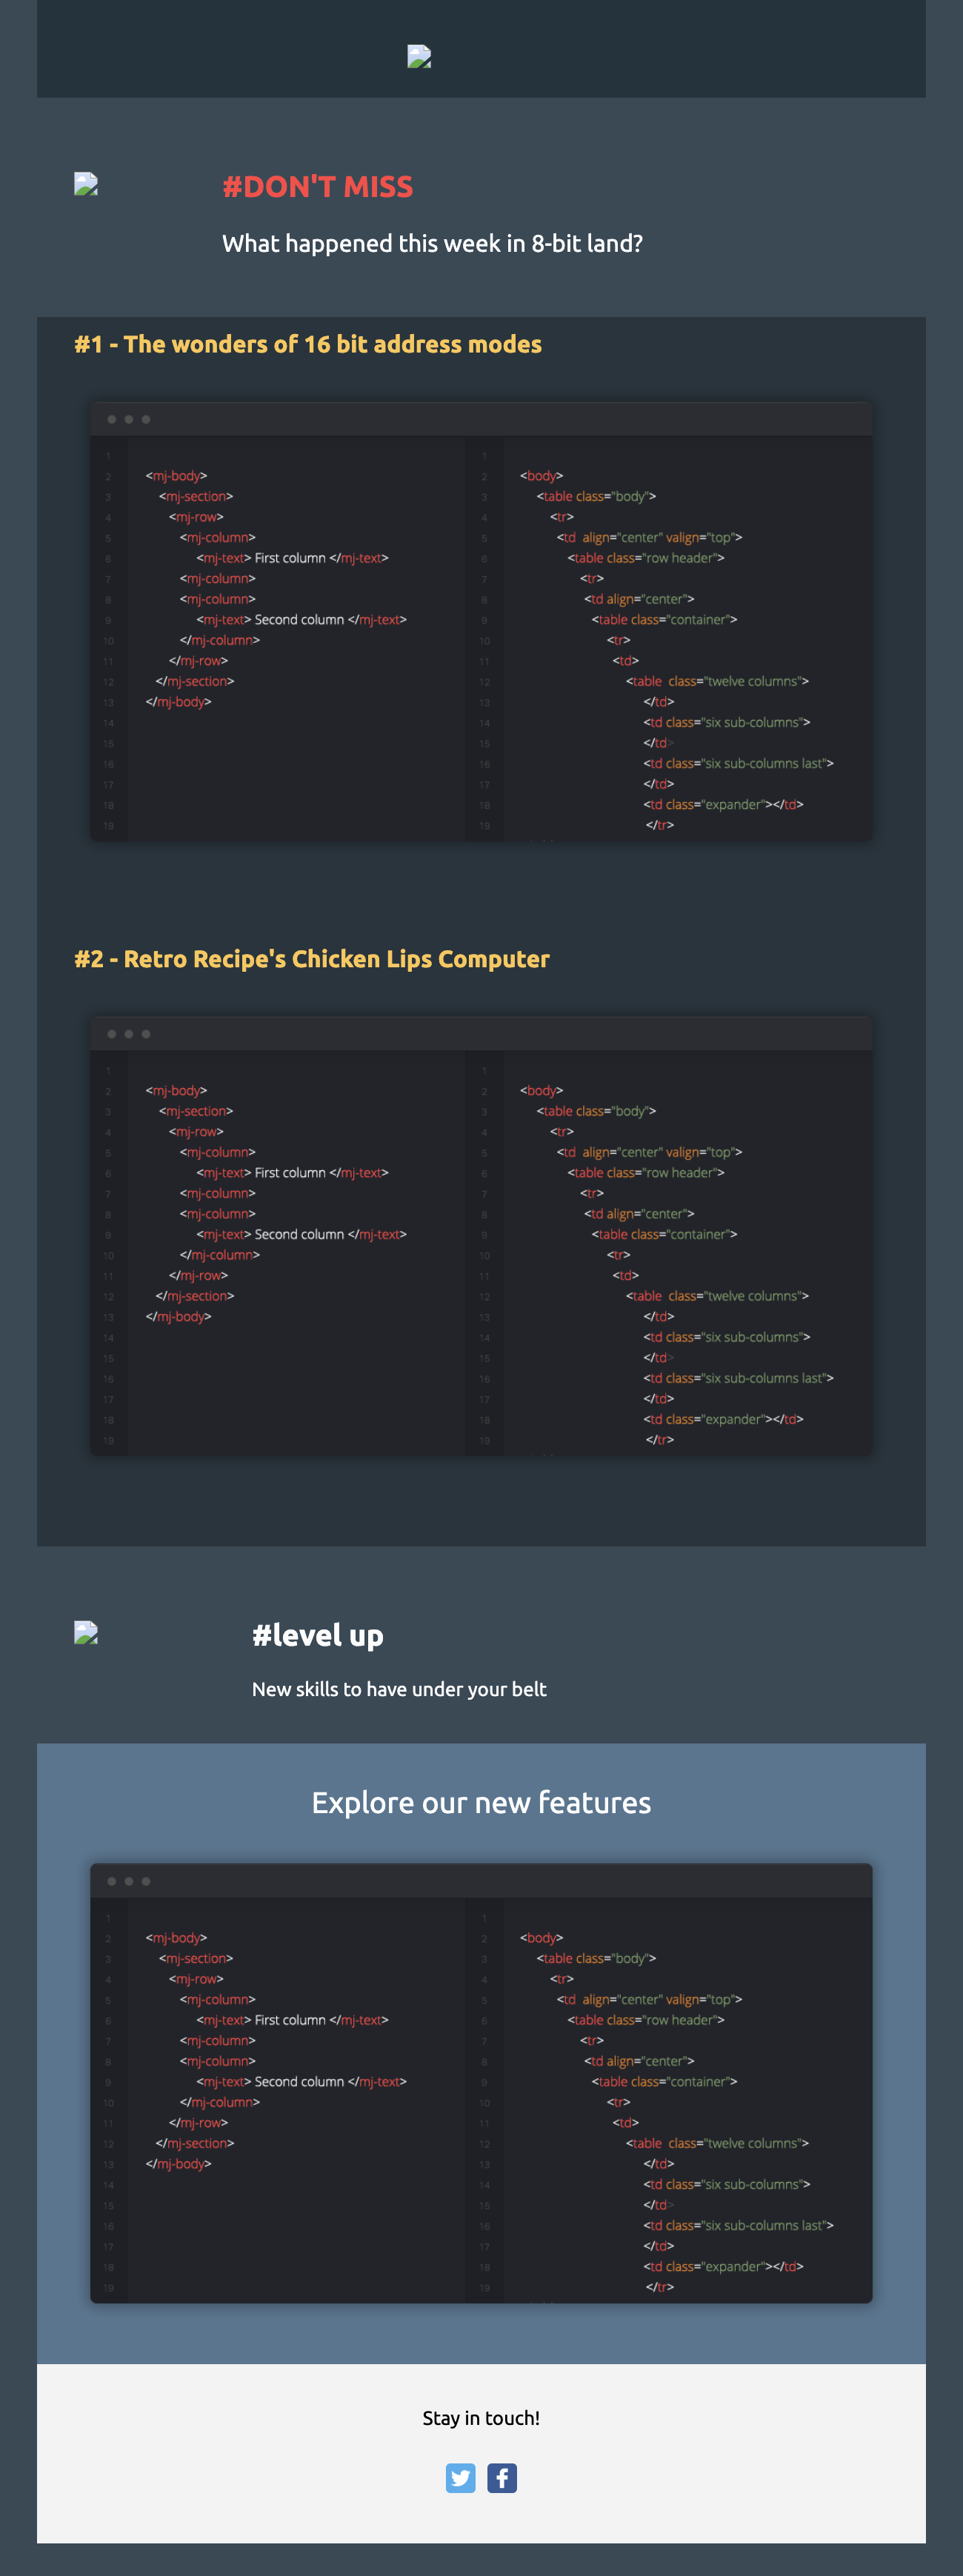 #DON'T MISS
What happened this week in 8-bit land?
#1 - The wonders of 16 bit address modes
1
2 <mj-body>
3 <mj-section>
4 <mj-row>
5 <mj-column>
6 <mj-text> First column </mj-text>
7 <mj-column>
8 <mj-column>
9 <mj-text> Second column </mj-text>
10 </mj-column>
11 </mj-row>
12 </mj-section>
13 </mj-body>
14
15
16
17
18
19
1
2 <body>
3 <table class="body">
4 <tr>
5 <td align="center" valign="top">
6 <table class="row header">
7 <tr>
8 <td align="center">
9 <table class="container">
10 <tr>
11 <td>
12 <table class="twelve columns">
13 </td>
14 <td class="six sub-columns">
15 </td>
16 <td class="six sub-columns last">
17 </td>
18 <td class="expander"></td>
19 </tr>
#2 - Retro Recipe's Chicken Lips Computer
1
2 <mj-body>
3 <mj-section>
4 <mj-row>
5 <mj-column>
6 <mj-text> First column </mj-text>
7 <mj-column>
8 <mj-column>
9 <mj-text> Second column </mj-text>
10 </mj-column>
11 </mj-row>
12 </mj-section>
13 </mj-body>
14
15
16
17
18
19
1
2 <body>
3 <table class="body">
4 <tr>
5 <td align="center" valign="top">
6 <table class="row header">
7 <tr>
8 <td align="center">
9 <table class="container">
10 <tr>
11 <td>
12 <table class="twelve columns">
13 </td>
14 <td class="six sub-columns">
15 </td>
16 <td class="six sub-columns last">
17 </td>
18 <td class="expander"></td>
19 </tr>
#level up
New skills to have under your belt
Explore our new features
1
2 <mj-body>
3 <mj-section>
4 <mj-row>
5 <mj-column>
6 <mj-text> First column </mj-text>
7 <mj-column>
8 <mj-column>
9 <mj-text> Second column </mj-text>
10 </mj-column>
11 </mj-row>
12 </mj-section>
13 </mj-body>
14
15
16
17
18
19
1
2 <body>
3 <table class="body">
4 <tr>
5 <td align="center" valign="top">
6 <table class="row header">
7 <tr>
8 <td align="center">
9 <table class="container">
10 <tr>
11 <td>
12 <table class="twelve columns">
13 </td>
14 <td class="six sub-columns">
15 </td>
16 <td class="six sub-columns last">
17 </td>
18 <td class="expander"></td>
19 </tr>
Stay in touch!